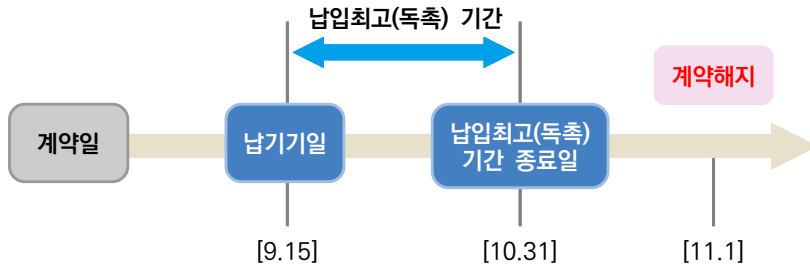 납입최고(독촉) 기간
계약해지
계약일
납기기일
납입최고(독촉)
기간 종료일
[9.15]
[10.31]
[11.1]